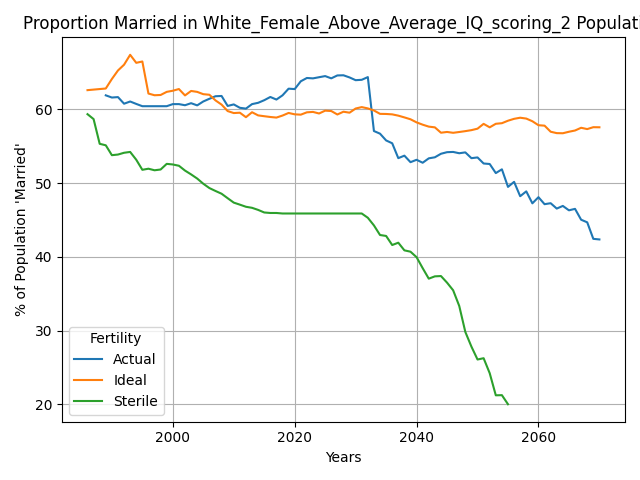 Proportion Married in White_Female_Above_Average_IQ_scoring_2 Populati
% of Population 'Married'
60
50
40
30
20
Fertility
Actual
Ideal
Sterile
2000 2020 2040 2060
Years